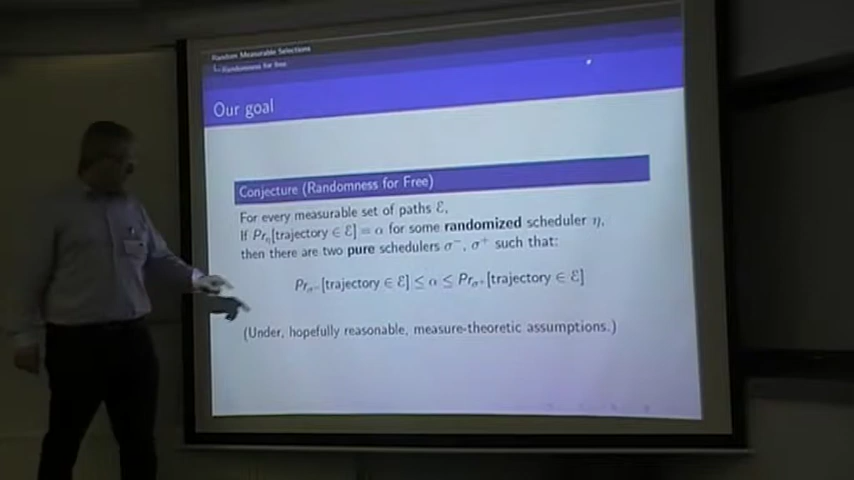 Random Measurable Selections
Randomness for free
Our goal
Conjecture (Randomness for Free)
For every measurable set of paths ℰ,
If Pr_η[trajectory ∈ ℰ] = α for some randomized scheduler η,
then there are two pure schedulers σ⁻, σ⁺ such that:
Pr_σ⁻[trajectory ∈ ℰ] ≤ α ≤ Pr_σ⁺[trajectory ∈ ℰ]
(Under, hopefully reasonable, measure-theoretic assumptions.)